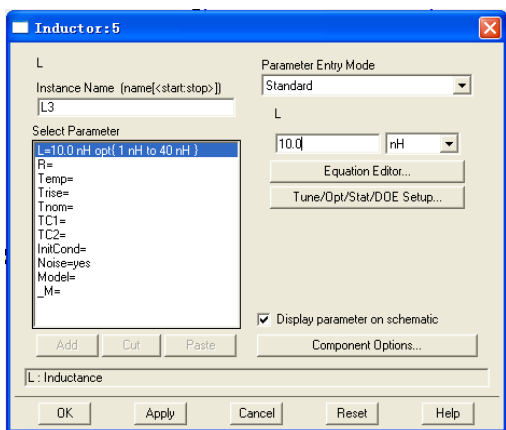 Inductor:5
L
Instance Name (name[<start:stop>])
L3
Select Parameter
L=10.0 nH opt{ 1 nH to 40 nH }
R=
Temp=
Trise=
Tnom=
TC1=
TC2=
InitCond=
Noise=yes
Model=
_M=
Add Cut Paste
Parameter Entry Mode
Standard
L
10.0 nH
Equation Editor...
Tune/Opt/Stat/DOE Setup...
Display parameter on schematic
Component Options...
L : Inductance
OK Apply Cancel Reset Help